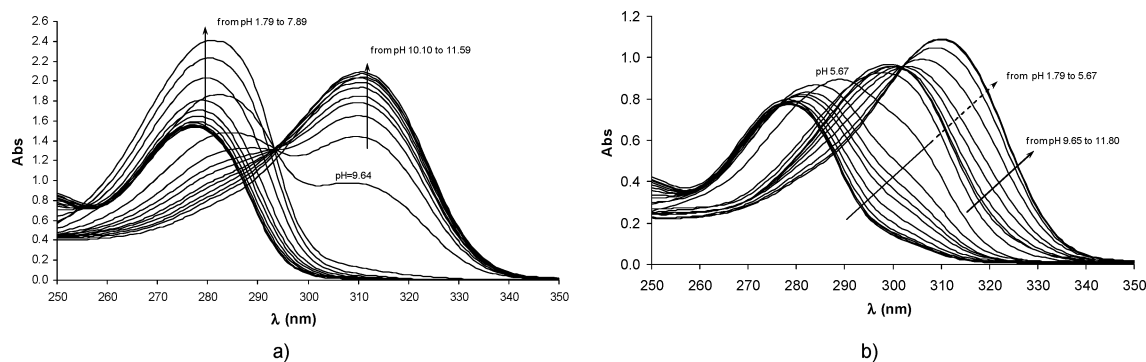 2.6
2.4
2.2
2.0
1.8
1.6
1.4
1.2
1.0
0.8
0.6
0.4
0.2
0.0
Abs
from pH 1.79 to 7.89
from pH 10.10 to 11.59
pH=9.64
250 260 270 280 290 300 310 320 330 340 350
λ (nm)
a)
1.2
1.0
0.8
0.6
0.4
0.2
0.0
Abs
pH 5.67
from pH 1.79 to 5.67
from pH 9.65 to 11.80
250 260 270 280 290 300 310 320 330 340 350
λ (nm)
b)